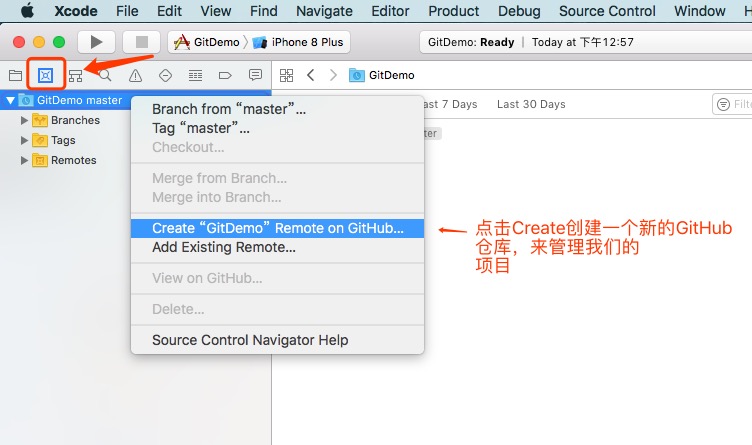 Xcode File Edit View Find Navigate Editor Product Debug Source Control Window
GitDemo iPhone 8 Plus GitDemo: Ready | Today at 下午12:57
GitDemo
GitDemo master
Branches
Tags
Remotes
ast 7 Days Last 30 Days Filte
ter
Branch from “master”...
Tag “master”...
Checkout...
Merge from Branch...
Merge into Branch...
Create “GitDemo” Remote on GitHub...
Add Existing Remote...
View on GitHub...
Delete...
Source Control Navigator Help
点击Create创建一个新的GitHub
仓库，来管理我们的
项目